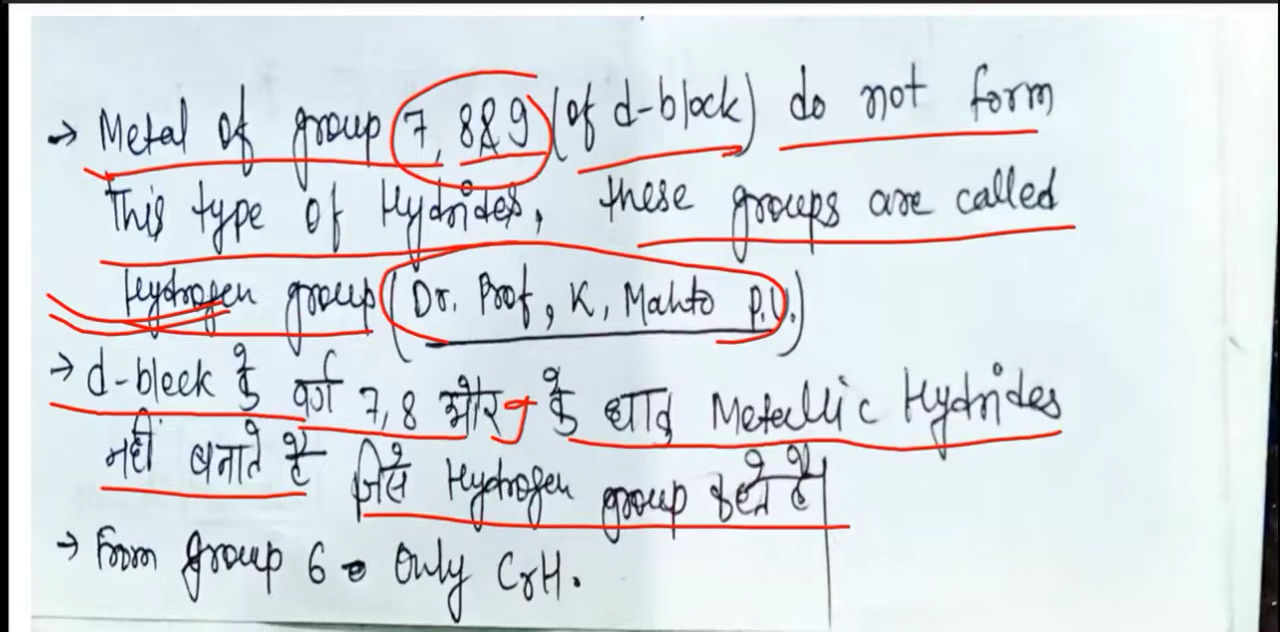 → Metal of group 7, 8&9 (of d-block) do not form
This type of Hydrides, these groups are called
Hydrogen group (Dr. Prof, K, Mahto P.U.)
→ d-block के वर्ग 7,8 और 9 के धातु Metallic Hydrides
नहीं बनाते हैं जिसे Hydrogen group कहते हैं।
→ From group 6 - Only CrH.